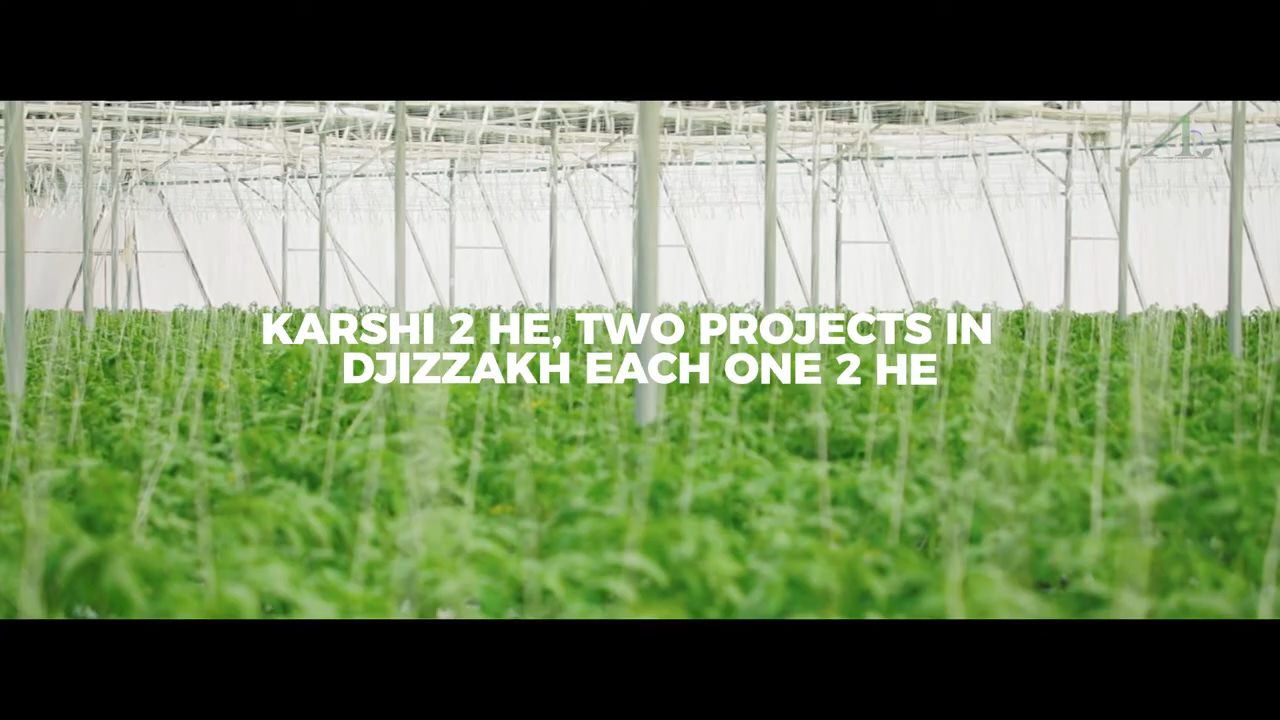 KARSHI 2 HE, TWO PROJECTS IN
DJIZZAKH EACH ONE 2 HE